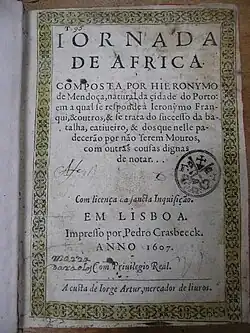 IORNADA
DE AFRICA
COMPOSTA POR HIERONYMO
de Mendoça, natural da cidade do Porto:
em a qual se responde à Ieronymo Fran-
qui, & outros, & se trata do successo da ba-
talha, catiueiro, & dos que nelle pade-
cerão por não serem Mouros,
com outras cousas dignas
de notar...
Com licença da sancta Inquisição.
EM LISBOA.
Impresso por, Pedro Crasbeeck.
ANNO 1607.
Com Priuilegio Real.
A custa de Iorge Artur, mercador de liuros.